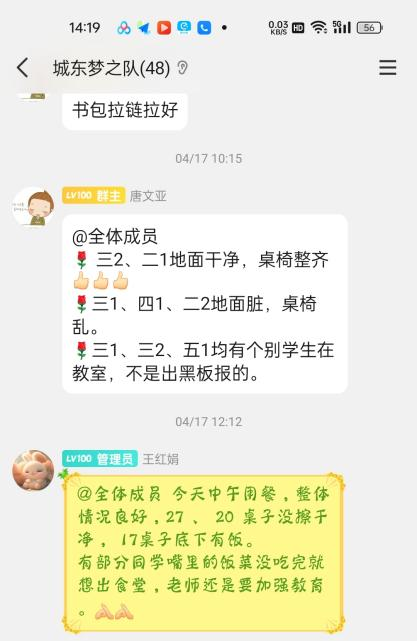 14:19
0.03 KB/S HD 5G 56
城东梦之队(48)
书包拉链拉好
04/17 10:15
LV100 群主 唐文亚
@全体成员
🌹 三2、二1地面干净，桌椅整齐
👍🏻👍🏻👍🏻
🌹三1、四1、二2地面脏，桌椅
乱。
🌹三1、三2、五1均有个别学生在
教室，不是出黑板报的。
04/17 12:12
LV100 管理员 王红娟
@全体成员 今天中午用餐，整体
情况良好，27 、 20 桌子没擦干
净， 17桌子底下有饭。
有部分同学嘴里的饭菜没吃完就
想出食堂，老师还是要加强教育
。🙏🏻🙏🏻